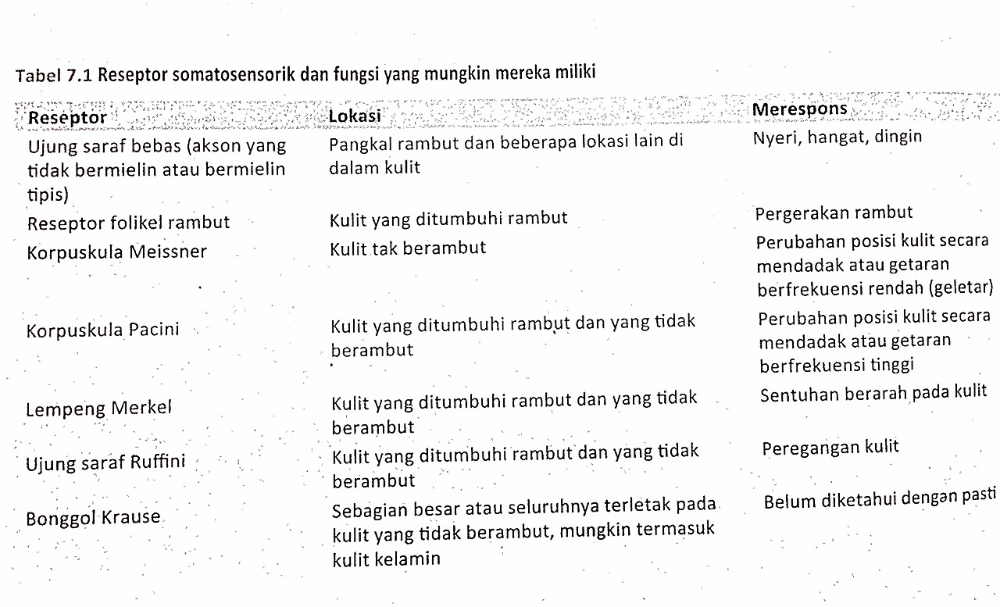 Tabel 7.1 Reseptor somatosensorik dan fungsi yang mungkin mereka miliki
Reseptor Lokasi Merespons
Ujung saraf bebas (akson yang Pangkal rambut dan beberapa lokasi lain di Nyeri, hangat, dingin
tidak bermielin atau bermielin dalam kulit
tipis)
Reseptor folikel rambut Kulit yang ditumbuhi rambut Pergerakan rambut
Korpuskula Meissner Kulit tak berambut Perubahan posisi kulit secara
mendadak atau getaran
berfrekuensi rendah (geletar)
Korpuskula Pacini Kulit yang ditumbuhi rambut dan yang tidak Perubahan posisi kulit secara
berambut mendadak atau getaran
berfrekuensi tinggi
Lempeng Merkel Kulit yang ditumbuhi rambut dan yang tidak Sentuhan berarah pada kulit
berambut
Ujung saraf Ruffini Kulit yang ditumbuhi rambut dan yang tidak Peregangan kulit
berambut
Bonggol Krause Sebagian besar atau seluruhnya terletak pada Belum diketahui dengan pasti
kulit yang tidak berambut, mungkin termasuk
kulit kelamin